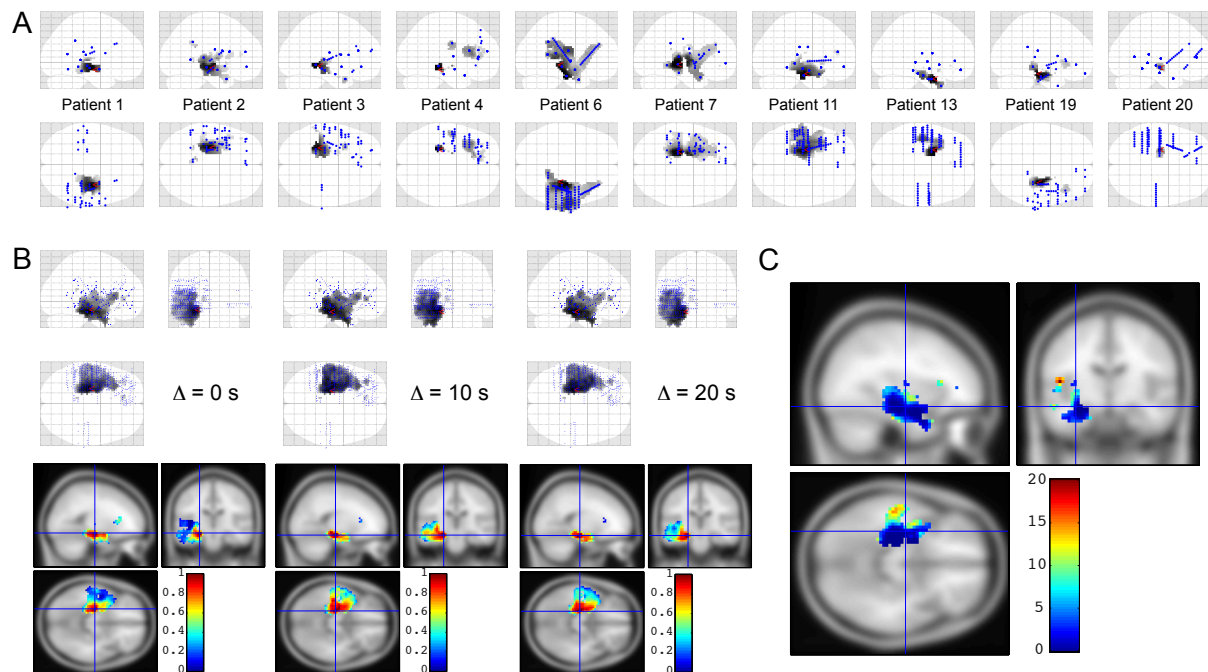 A
Patient 1 Patient 2 Patient 3 Patient 4 Patient 6 Patient 7 Patient 11 Patient 13 Patient 19 Patient 20
B
C
Δ = 0 s Δ = 10 s Δ = 20 s
1 1 1
0.8 0.8 0.8
0.6 0.6 0.6
0.4 0.4 0.4
0.2 0.2 0.2
0 0 0
20
15
10
5
0